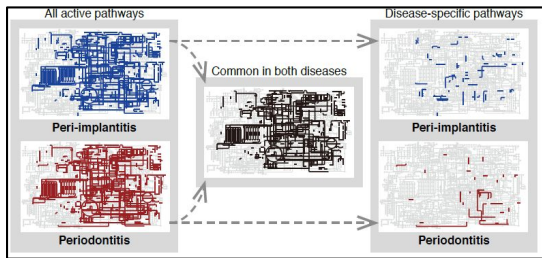 All active pathways
Disease-specific pathways
Common in both diseases
Peri-implantitis
Peri-implantitis
Periodontitis
Periodontitis